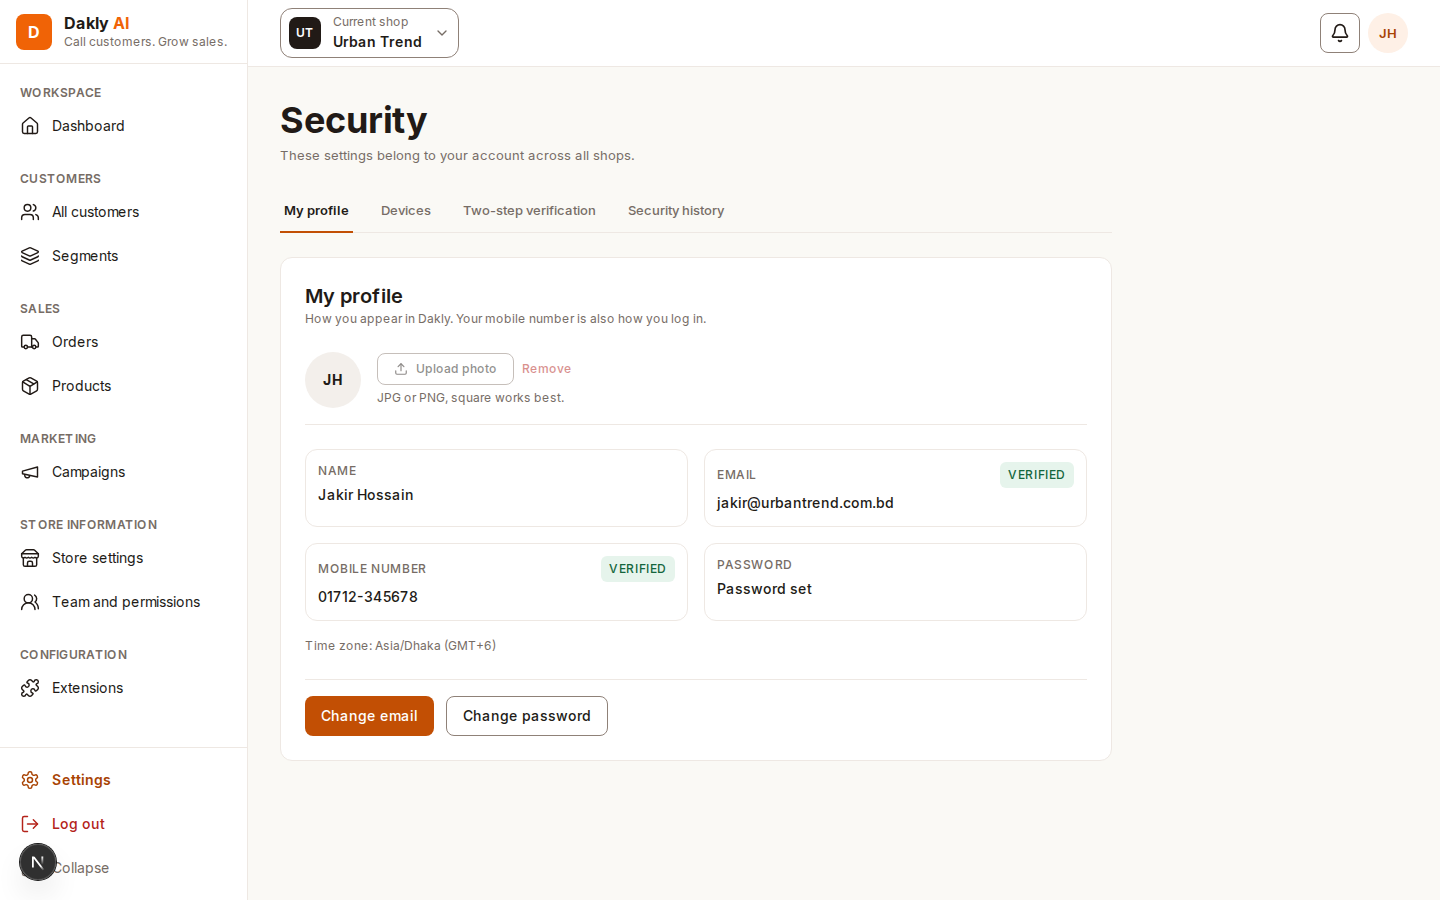 D
Dakly AI
Call customers. Grow sales.
WORKSPACE
Dashboard
CUSTOMERS
All customers
Segments
SALES
Orders
Products
MARKETING
Campaigns
STORE INFORMATION
Store settings
Team and permissions
CONFIGURATION
Extensions
Settings
Log out
N
Collapse
UT
Current shop
Urban Trend
JH
Security
These settings belong to your account across all shops.
My profile
Devices
Two-step verification
Security history
My profile
How you appear in Dakly. Your mobile number is also how you log in.
JH
Upload photo
Remove
JPG or PNG, square works best.
NAME
Jakir Hossain
EMAIL
VERIFIED
jakir@urbantrend.com.bd
MOBILE NUMBER
VERIFIED
01712-345678
PASSWORD
Password set
Time zone: Asia/Dhaka (GMT+6)
Change email
Change password